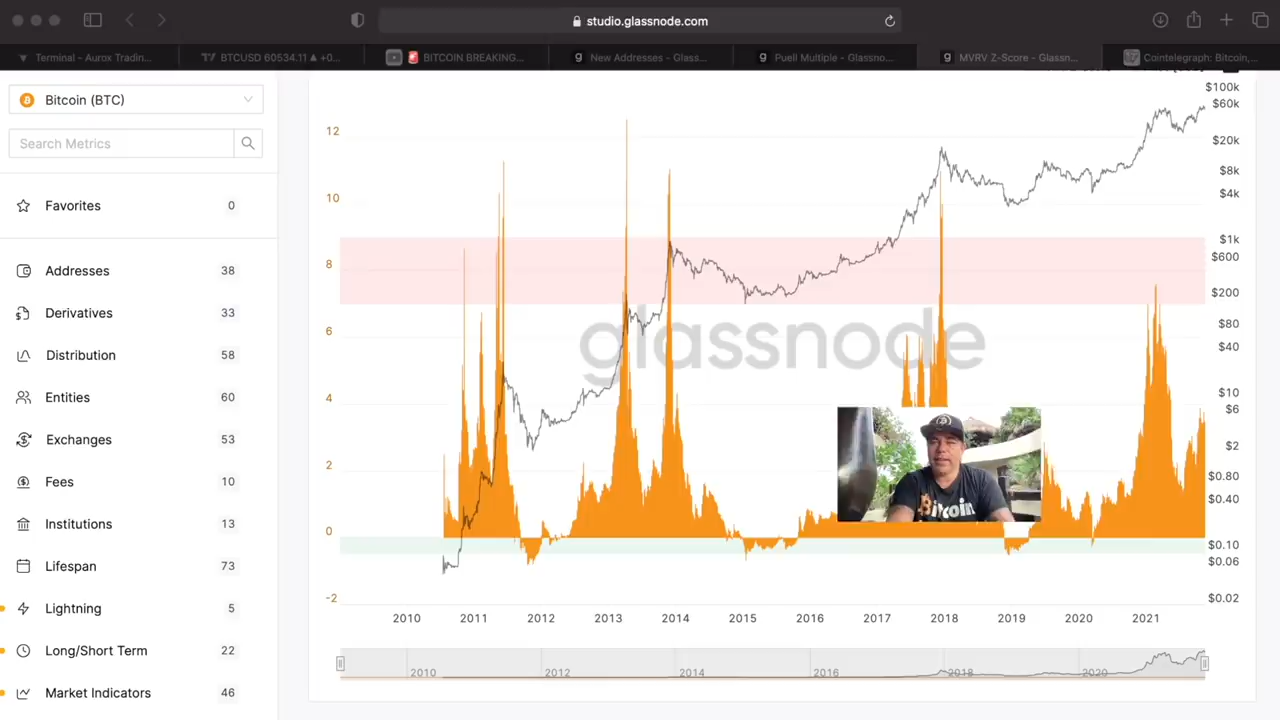 studio.glassnode.com
Terminal - Aurox Tradin...
BTCUSD 60534.11 ▲ +0...
🚨 BITCOIN BREAKING...
New Addresses - Glass...
Puell Multiple - Glassno...
MVRV Z-Score - Glassn...
Cointelegraph: Bitcoin,...
Bitcoin (BTC)
Search Metrics
Favorites 0
Addresses 38
Derivatives 33
Distribution 58
Entities 60
Exchanges 53
Fees 10
Institutions 13
Lifespan 73
Lightning 5
Long/Short Term 22
Market Indicators 46
12
10
8
6
4
2
0
-2
glassnode
Bitcoin
$100k
$60k
$20k
$8k
$4k
$1k
$600
$200
$80
$40
$10
$6
$2
$0.80
$0.40
$0.10
$0.06
$0.02
2010 2011 2012 2013 2014 2015 2016 2017 2018 2019 2020 2021
2010 2012 2014 2016 2018 2020